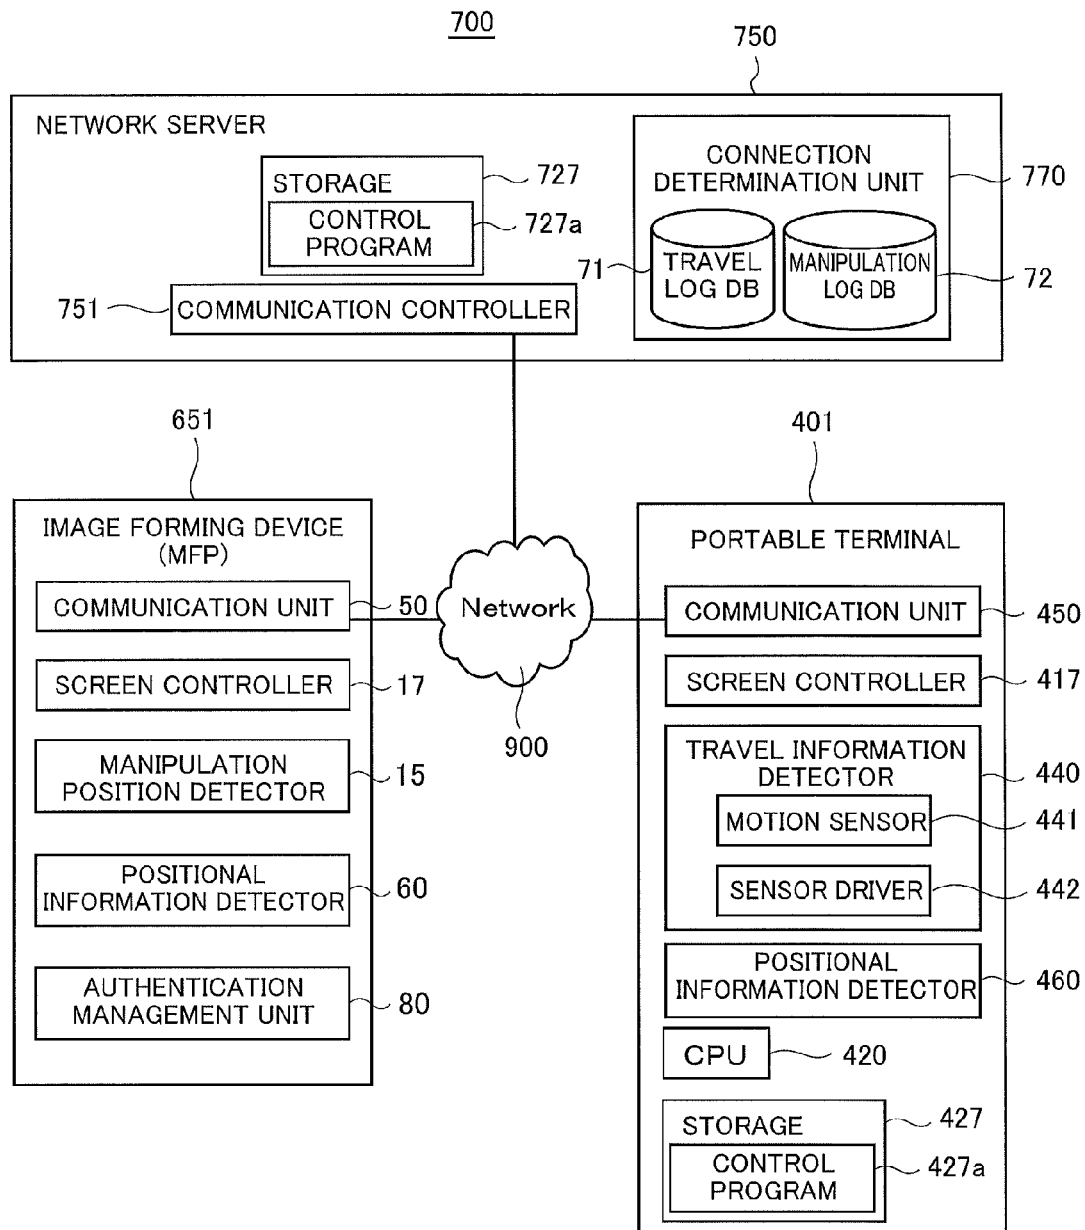 700
750
NETWORK SERVER
STORAGE
727
CONTROL
PROGRAM
727a
751
COMMUNICATION CONTROLLER
CONNECTION
DETERMINATION UNIT
770
71
TRAVEL
LOG DB
MANIPULATION
LOG DB
72
651
IMAGE FORMING DEVICE
(MFP)
COMMUNICATION UNIT
50
SCREEN CONTROLLER
17
MANIPULATION
POSITION DETECTOR
15
POSITIONAL
INFORMATION DETECTOR
60
AUTHENTICATION
MANAGEMENT UNIT
80
Network
900
401
PORTABLE TERMINAL
COMMUNICATION UNIT
450
SCREEN CONTROLLER
417
TRAVEL INFORMATION
DETECTOR
440
MOTION SENSOR
441
SENSOR DRIVER
442
POSITIONAL
INFORMATION DETECTOR
460
CPU
420
STORAGE
427
CONTROL
PROGRAM
427a